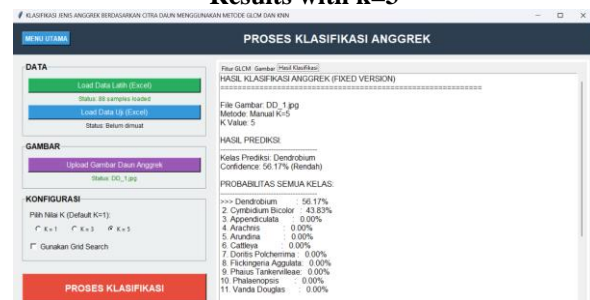 Results with k=5
KLASIFIKASI JENIS ANGGREK BERDASARKAN CITRA DAUN MENGGUNAKAN METODE GLCM DAN KNN
MENU UTAMA
PROSES KLASIFIKASI ANGGREK
DATA
Load Data Latih (Excel)
Status: 88 samples loaded
Load Data Uji (Excel)
Status: Belum dimuat
GAMBAR
Upload Gambar Daun Anggrek
Status: DD_1.jpg
KONFIGURASI
Pilih Nilai K (Default K=1):
K = 1 K = 3 K = 5
Gunakan Grid Search
PROSES KLASIFIKASI
Fitur GLCM Gambar Hasil Klasifikasi
HASIL KLASIFIKASI ANGGREK (FIXED VERSION)
File Gambar: DD_1.jpg
Metode: Manual K=5
K Value: 5
HASIL PREDIKSI:
Kelas Prediksi: Dendrobium
Confidence: 56.17% (Rendah)
PROBABILITAS SEMUA KELAS:
>>> Dendrobium : 56.17%
2. Cymbidium Bicolor : 43.83%
3. Appendiculata : 0.00%
4. Arachnis : 0.00%
5. Arundina : 0.00%
6. Cattleya : 0.00%
7. Doritis Polchemima : 0.00%
8. Flickingeria Aggulata: 0.00%
9. Phaius Tankervilleae: 0.00%
10. Phalaenopsis : 0.00%
11. Vanda Douglas : 0.00%